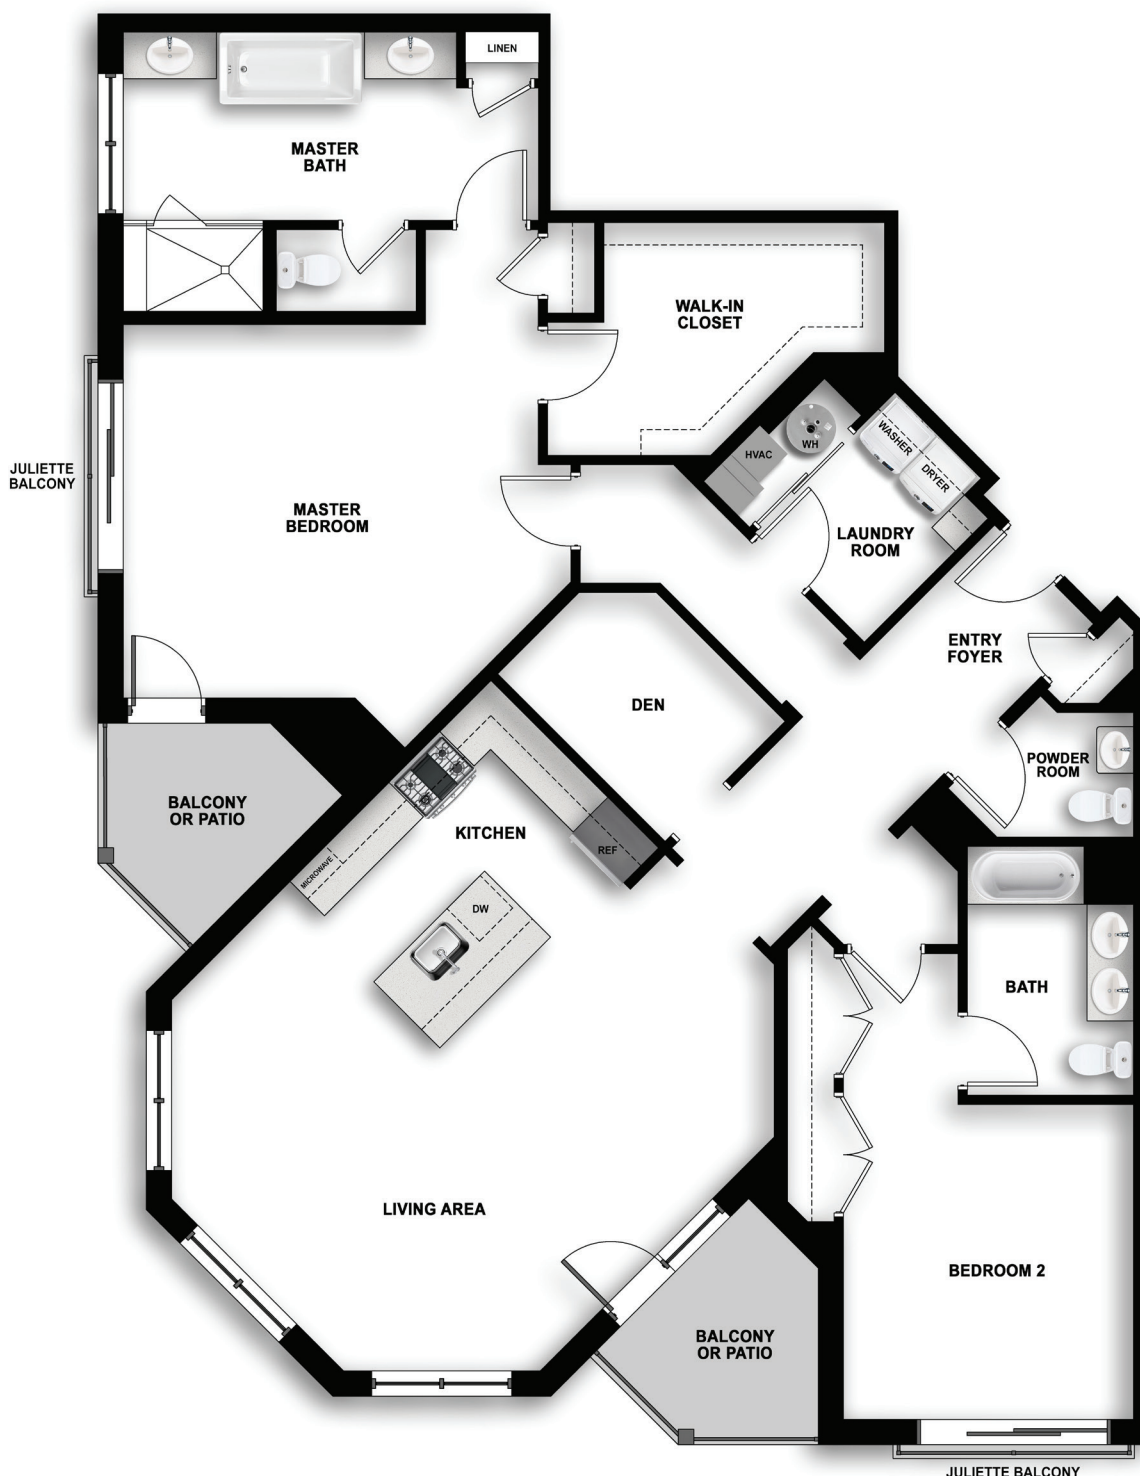 LINEN
MASTER
BATH
WALK-IN
CLOSET
WASHER
WH
HVAC
DRYER
JULIETTE
BALCONY
MASTER
BEDROOM
LAUNDRY
ROOM
ENTRY
FOYER
DEN
POWDER
ROOM
BALCONY
OR PATIO
KITCHEN
REF
MICROWAVE
DW
BATH
LIVING AREA
BEDROOM 2
BALCONY
OR PATIO
JULIETTE BALCONY